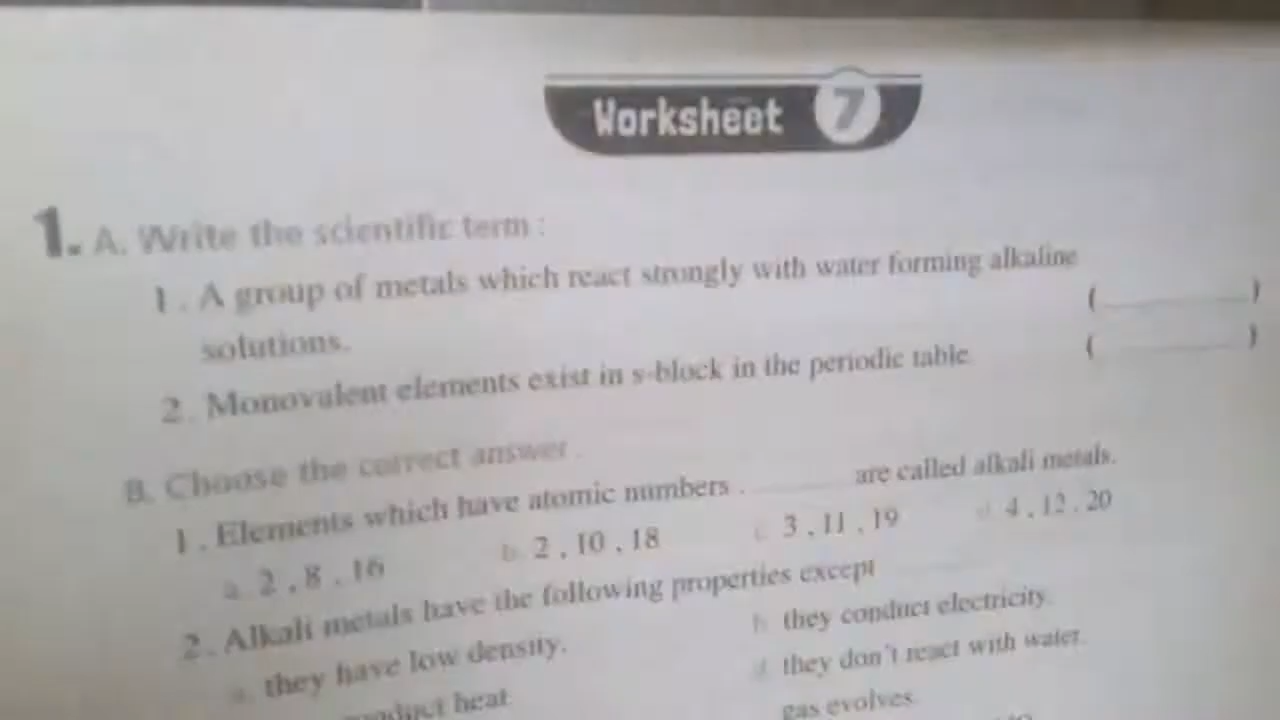 Worksheet 7
1. A. Write the scientific term :
1. A group of metals which react strongly with water forming alkaline
solutions. (          )
2. Monovalent elements exist in s-block in the periodic table. (          )
B. Choose the correct answer :
1. Elements which have atomic numbers ........ are called alkali metals.
a. 2 , 8 , 16 b. 2 , 10 , 18 c. 3 , 11 , 19 d. 4 , 12 , 20
2. Alkali metals have the following properties except
a. they have low density. b. they conduct electricity.
heat d. they don't react with water.
gas evolves